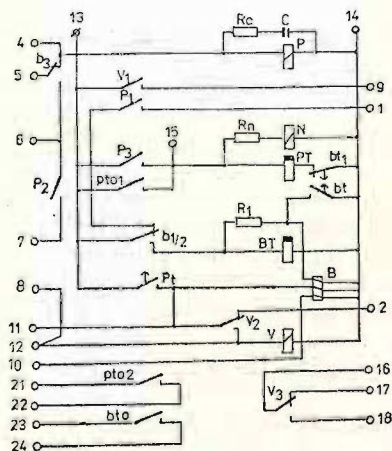 13
14
4
Rc
C
P
b3
5
V1
9
P1
1
6
15
Rn
N
P3
PT
bt1
pto1
P2
bt
R1
b1/2
7
BT
8
Pt
B
11
V2
2
12
V
10
21
pto2
16
22
V3
17
23
bto
18
24